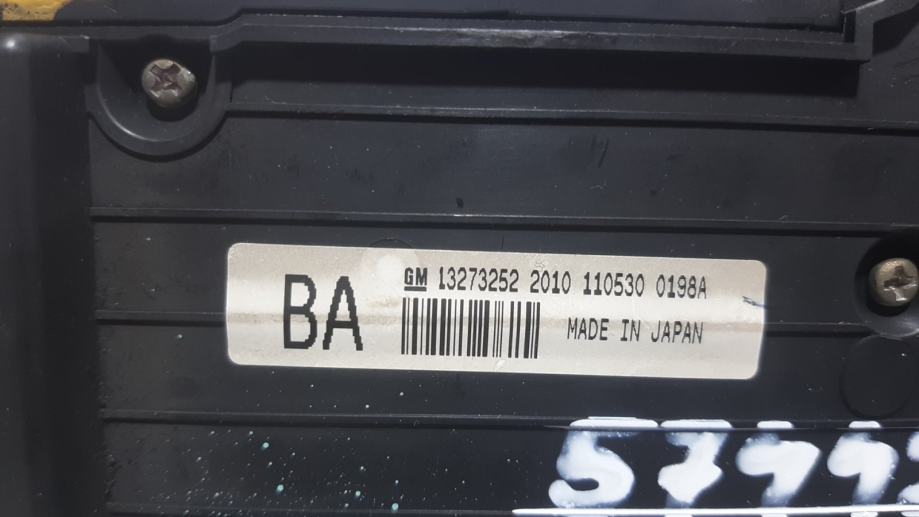 BA
GM 13273252 2010 110530 0198A
MADE IN JAPAN